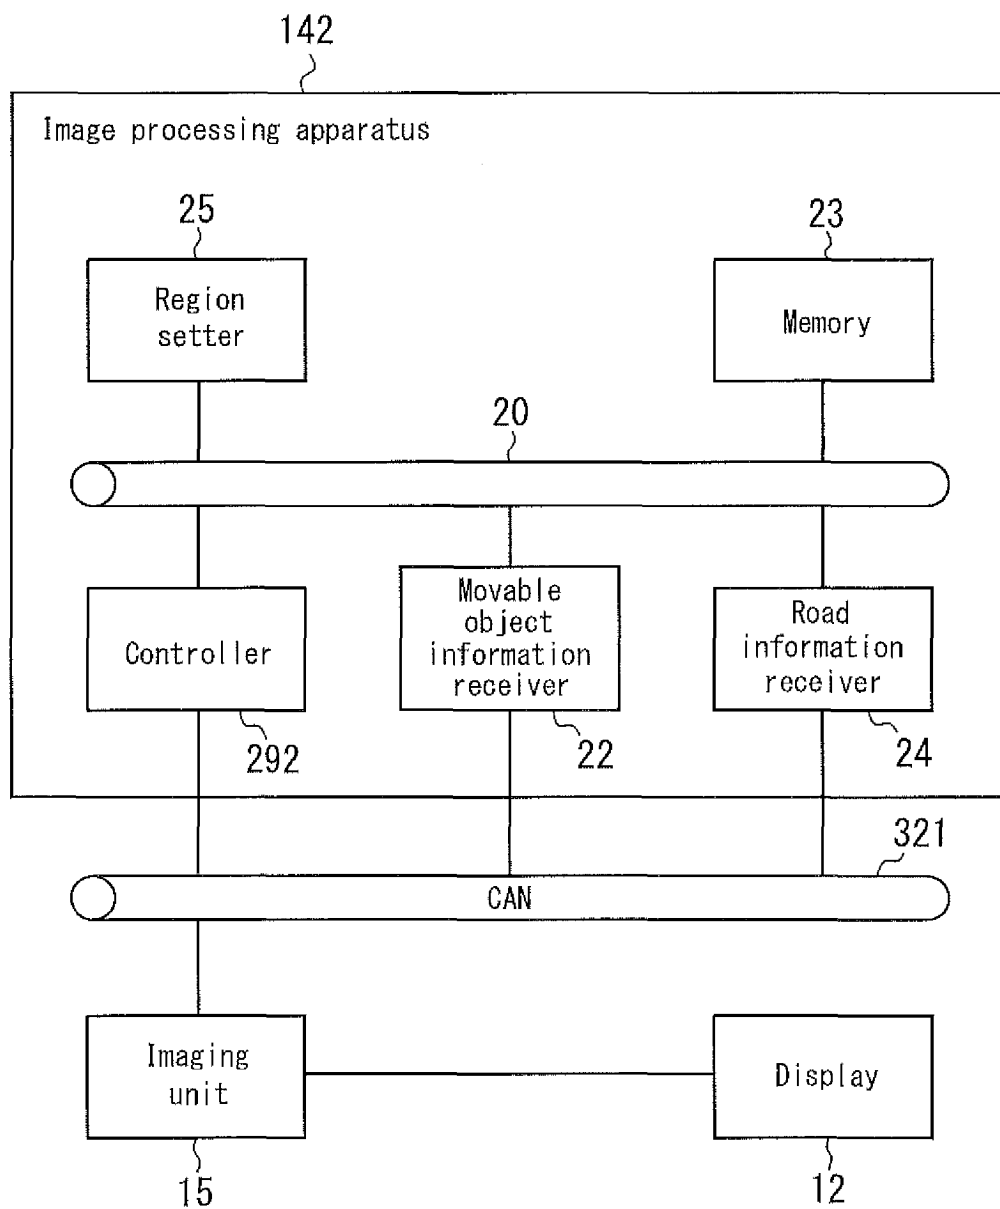 142
Image processing apparatus
25
23
Region
setter
Memory
20
Controller
Movable
object
information
receiver
Road
information
receiver
292
22
24
321
CAN
Imaging
unit
Display
15
12